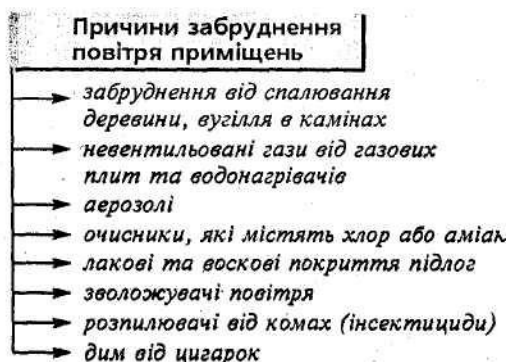 Причини забруднення
повітря приміщень
забруднення від спалювання
деревини, вугілля в камінах
невентильовані гази від газових
плит та водонагрівачів
аерозолі
очисники, які містять хлор або аміак
лакові та воскові покриття підлог
зволожувачі повітря
розпилювачі від комах (інсектициди)
дим від цигарок